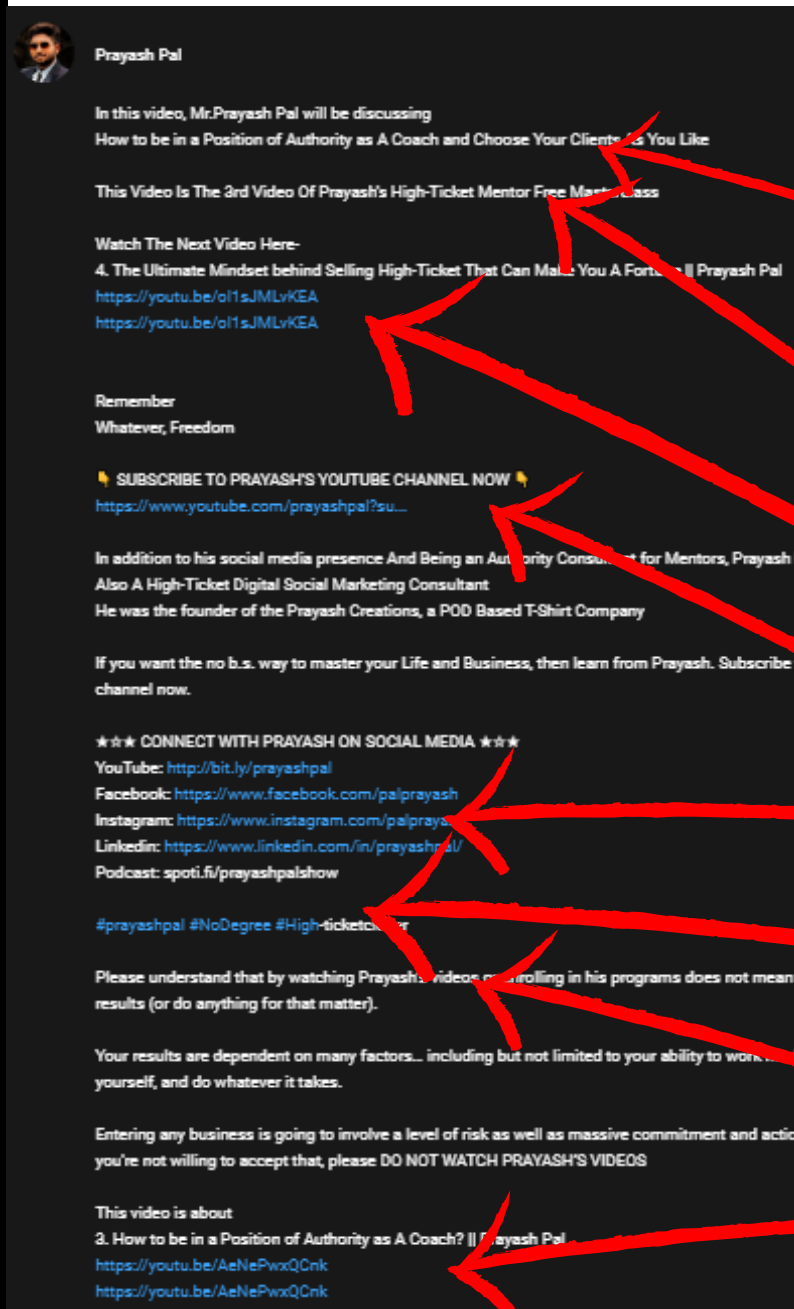 Prayash Pal
In this video, Mr.Prayash Pal will be discussing
How to be in a Position of Authority as A Coach and Choose Your Clients As You Like
This Video Is The 3rd Video Of Prayash's High-Ticket Mentor Free Masterclass
Watch The Next Video Here-
4. The Ultimate Mindset behind Selling High-Ticket That Can Make You A Fortune || Prayash Pal
https://youtu.be/ol1sJMLvKEA
https://youtu.be/ol1sJMLvKEA
Remember
Whatever, Freedom
👇 SUBSCRIBE TO PRAYASH'S YOUTUBE CHANNEL NOW 👇
https://www.youtube.com/prayashpal?su...
In addition to his social media presence And Being an Authority Consultant for Mentors, Prayash
Also A High-Ticket Digital Social Marketing Consultant
He was the founder of the Prayash Creations, a POD Based T-Shirt Company
If you want the no b.s. way to master your Life and Business, then learn from Prayash. Subscribe
channel now.
★☆★ CONNECT WITH PRAYASH ON SOCIAL MEDIA ★☆★
YouTube: http://bit.ly/prayashpal
Facebook: https://www.facebook.com/palprayash
Instagram: https://www.instagram.com/palpraya
Linkedin: https://www.linkedin.com/in/prayashpal/
Podcast: spoti.fi/prayashpalshow
#prayashpal #NoDegree #High-ticketcloser
Please understand that by watching Prayash's videos or enrolling in his programs does not mean
results (or do anything for that matter).
Your results are dependent on many factors... including but not limited to your ability to work
yourself, and do whatever it takes.
Entering any business is going to involve a level of risk as well as massive commitment and actio
you're not willing to accept that, please DO NOT WATCH PRAYASH'S VIDEOS
This video is about
3. How to be in a Position of Authority as A Coach? || Prayash Pal
https://youtu.be/AeNePwxQCnk
https://youtu.be/AeNePwxQCnk